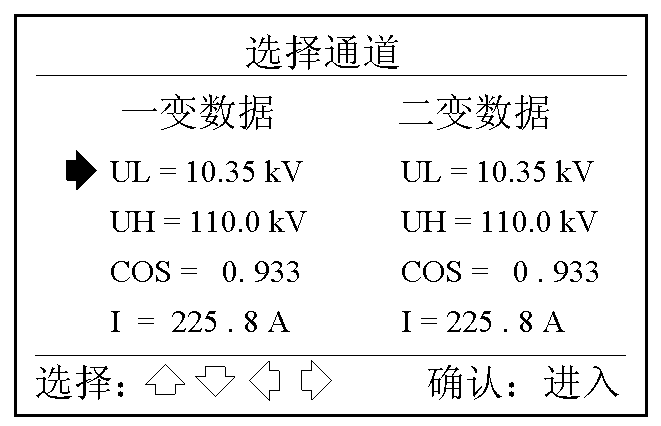 选择通道
一变数据 二变数据
UL = 10.35 kV UL = 10.35 kV
UH = 110.0 kV UH = 110.0 kV
COS = 0. 933 COS = 0 . 933
I = 225 . 8 A I = 225 . 8 A
选择： 确认：进入